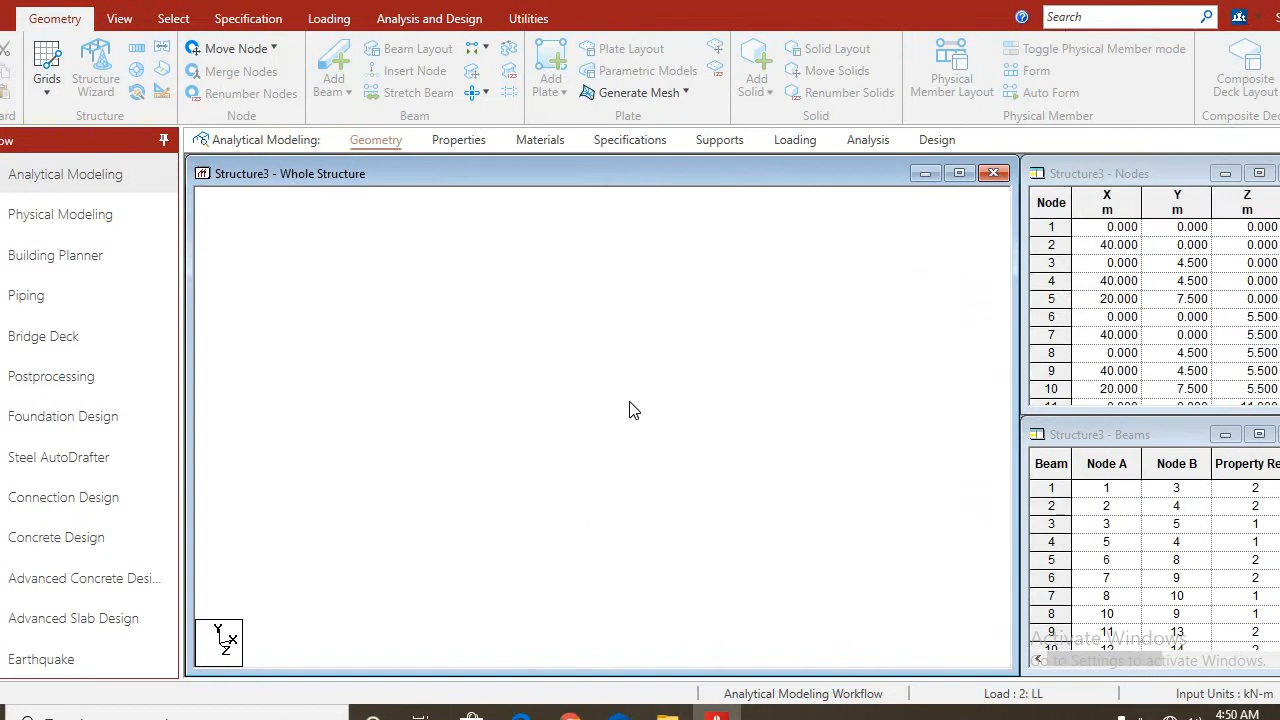 Geometry View Select Specification Loading Analysis and Design Utilities Search
Move Node Beam Layout Plate Layout Solid Layout Toggle Physical Member mode
Grids Structure Wizard Merge Nodes Add Beam Insert Node Add Plate Parametric Models Add Solid Move Solids Physical Member Layout Form Composite Deck Layout
Renumber Nodes Stretch Beam Generate Mesh Renumber Solids Auto Form
Structure Node Beam Plate Solid Physical Member Composite
Analytical Modeling: Geometry Properties Materials Specifications Supports Loading Analysis Design
Analytical Modeling
Physical Modeling
Building Planner
Piping
Bridge Deck
Postprocessing
Foundation Design
Steel AutoDrafter
Connection Design
Concrete Design
Advanced Concrete Desi...
Advanced Slab Design
Earthquake
Structure3 - Whole Structure
Y
X
Z
Structure3 - Nodes
Node X m Y m Z m
1 0.000 0.000 0.000
2 40.000 0.000 0.000
3 0.000 4.500 0.000
4 40.000 4.500 0.000
5 20.000 7.500 0.000
6 0.000 0.000 5.500
7 40.000 0.000 5.500
8 0.000 4.500 5.500
9 40.000 4.500 5.500
10 20.000 7.500 5.500
Structure3 - Beams
Beam Node A Node B Property Re
1 1 3 2
2 2 4 2
3 3 5 1
4 5 4 1
5 6 8 2
6 7 9 2
7 8 10 1
8 10 9 1
9 11 13 2
Activate Windows
Go to Settings to activate Windows.
Analytical Modeling Workflow Load : 2: LL Input Units : kN-m
4:50 AM